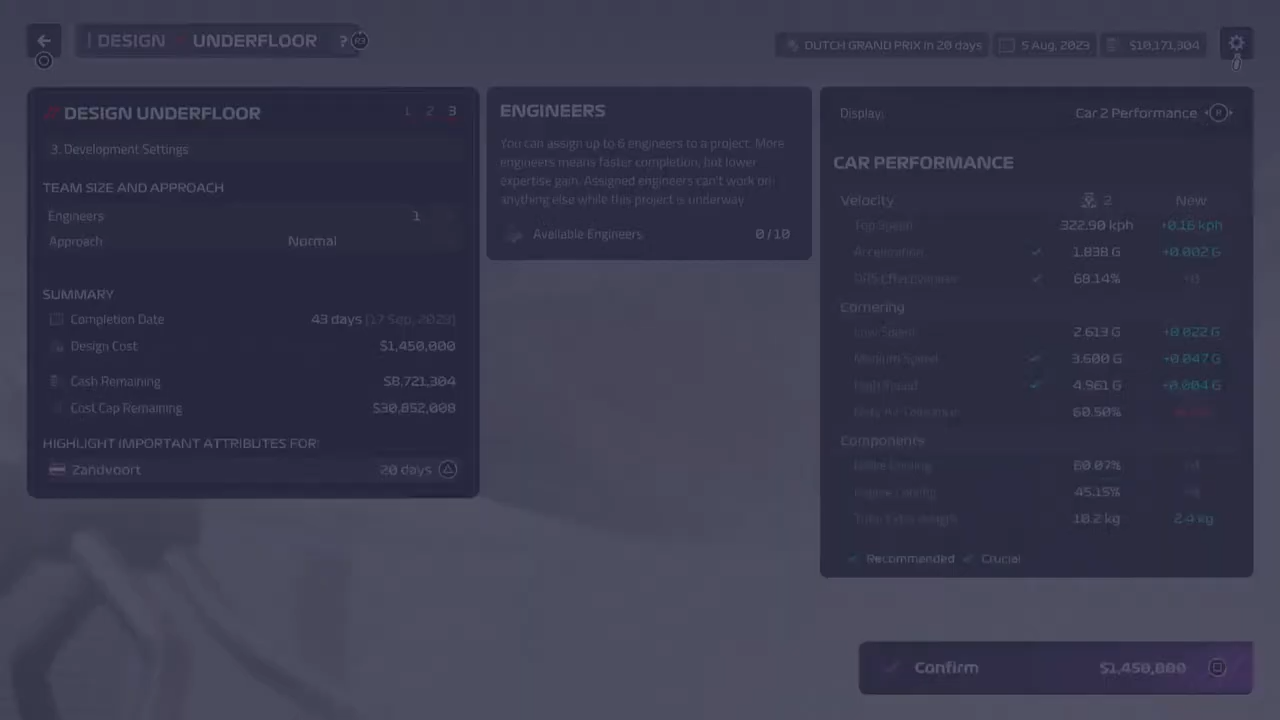 DESIGN UNDERFLOOR ? R3
DUTCH GRAND PRIX in 20 days
5 Aug, 2023
$10,171,304
DESIGN UNDERFLOOR 1 2 3
3. Development Settings
TEAM SIZE AND APPROACH
Engineers 1
Approach Normal
SUMMARY
Completion Date 43 days (17 Sep, 2023)
Design Cost $1,450,000
Cash Remaining $8,721,304
Cost Cap Remaining $30,852,008
HIGHLIGHT IMPORTANT ATTRIBUTES FOR:
Zandvoort 20 days
ENGINEERS
You can assign up to 6 engineers to a project. More
engineers means faster completion, but lower
expertise gain. Assigned engineers can't work on
anything else while this project is underway
Available Engineers 0/10
Display: Car 2 Performance R
CAR PERFORMANCE
Velocity 2 New
Top Speed 322.90 kph +0.16 kph
Acceleration 1.838 G +0.002 G
DRS Effectiveness 68.14%
Cornering
Low Speed 2.613 G +0.022 G
Medium Speed 3.600 G +0.047 G
High Speed 4.961 G +0.004 G
Dirty Air Tolerance 60.50%
Components
Brake Cooling 60.07%
Engine Cooling 45.15%
10.2 kg 2.4 kg
Recommended Crucial
Confirm $1,450,000